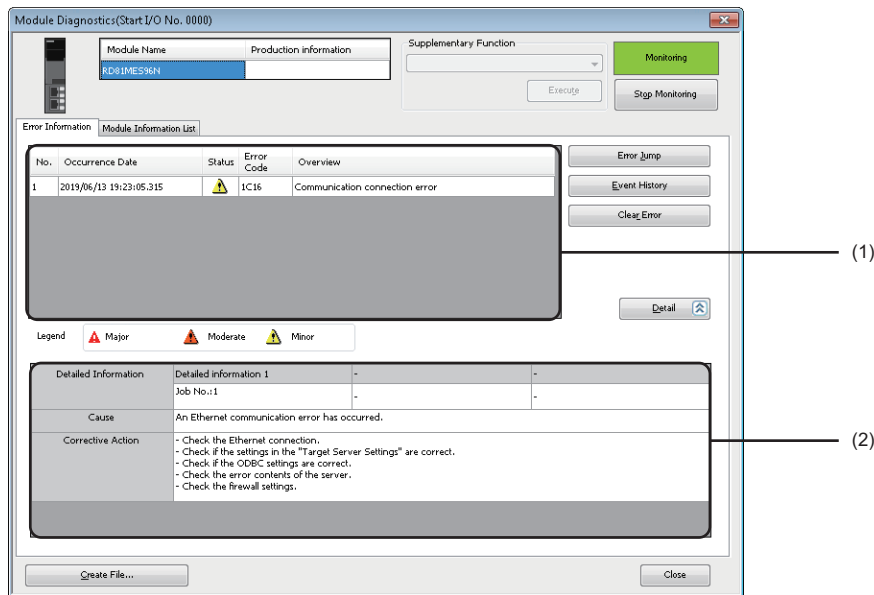 Module Diagnostics(Start I/O No. 0000)
Module Name Production information
RD81MES96N
Supplementary Function
Execute
Monitoring
Stop Monitoring
Error Information Module Information List
No. Occurrence Date Status Error Code Overview
1 2019/06/13 19:23:05.315 1C16 Communication connection error
Error Jump
Event History
Clear Error
(1)
Detail
Legend Major Moderate Minor
Detailed Information Detailed information 1 - -
Job No.:1 - -
Cause An Ethernet communication error has occurred.
Corrective Action - Check the Ethernet connection.
- Check if the settings in the "Target Server Settings" are correct.
- Check if the ODBC settings are correct.
- Check the error contents of the server.
- Check the firewall settings.
(2)
Create File...
Close